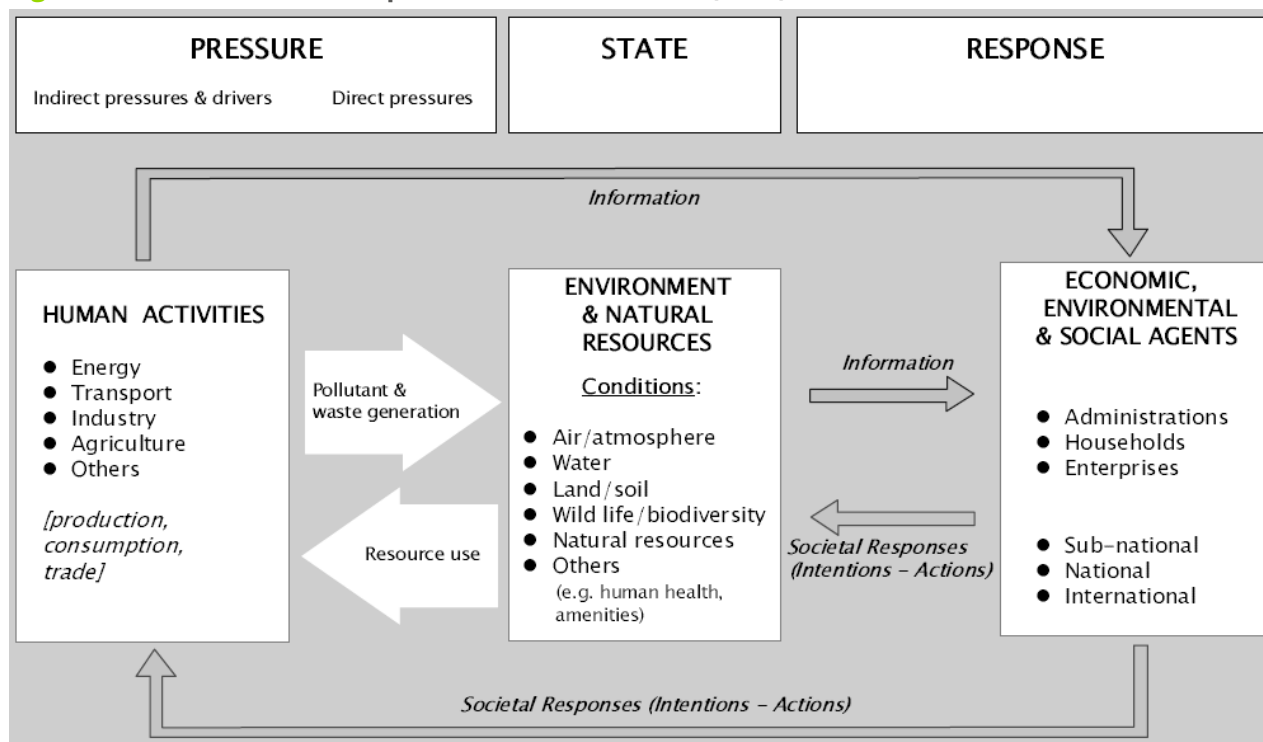 PRESSURE
Indirect pressures & drivers Direct pressures
STATE
RESPONSE
Information
HUMAN ACTIVITIES
● Energy
● Transport
● Industry
● Agriculture
● Others
[production,
consumption,
trade]
Pollutant &
waste generation
Resource use
ENVIRONMENT
& NATURAL
RESOURCES
Conditions:
● Air/atmosphere
● Water
● Land/soil
● Wild life/biodiversity
● Natural resources
● Others
(e.g. human health,
amenities)
Information
Societal Responses
(Intentions – Actions)
ECONOMIC,
ENVIRONMENTAL
& SOCIAL AGENTS
● Administrations
● Households
● Enterprises
● Sub-national
● National
● International
Societal Responses (Intentions – Actions)